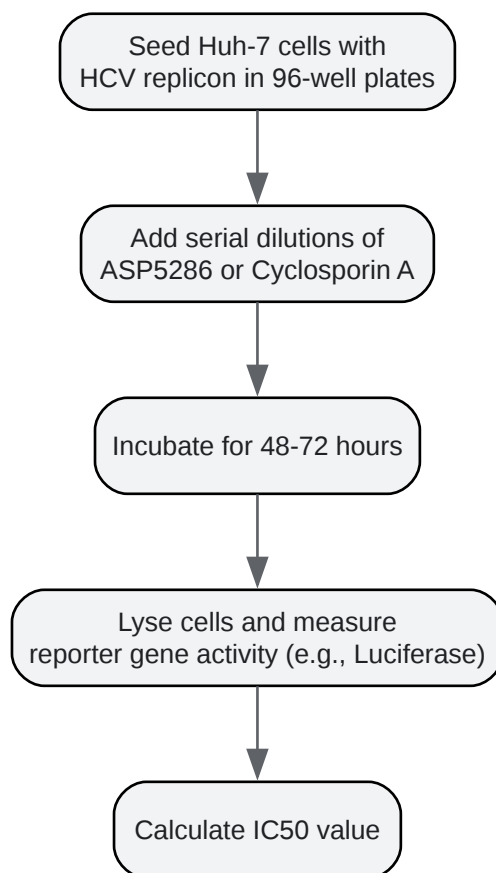 Seed Huh-7 cells with
HCV replicon in 96-well plates
Add serial dilutions of
ASP5286 or Cyclosporin A
Incubate for 48-72 hours
Lyse cells and measure
reporter gene activity (e.g., Luciferase)
Calculate IC50 value